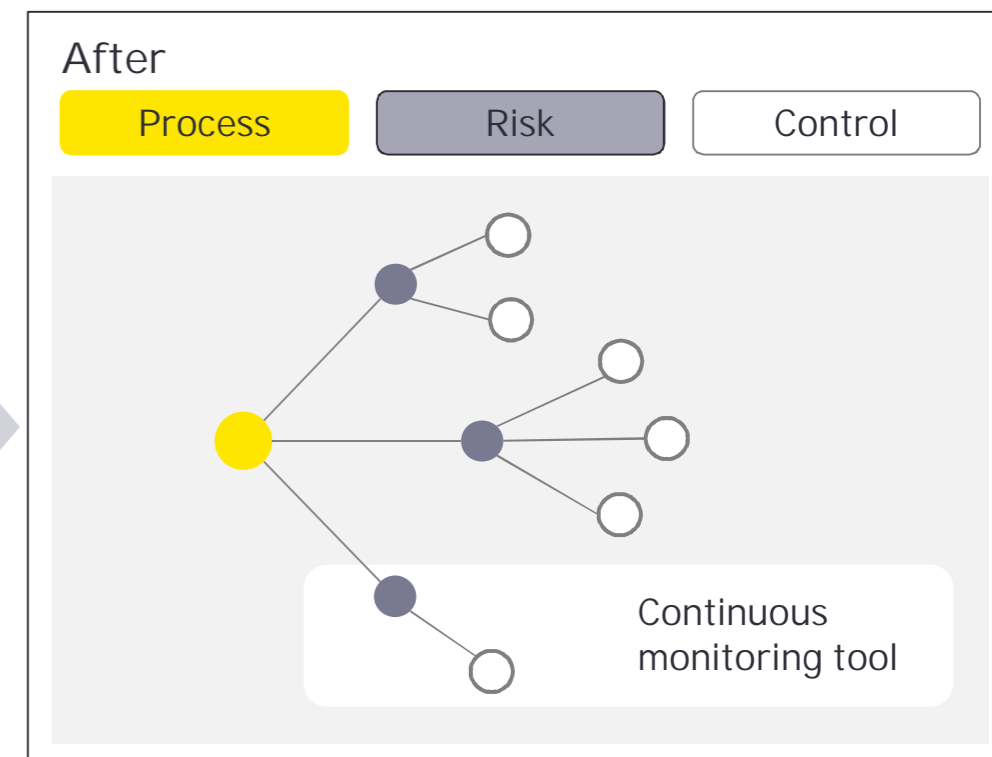 After
Process
Risk
Control
Continuous
monitoring tool